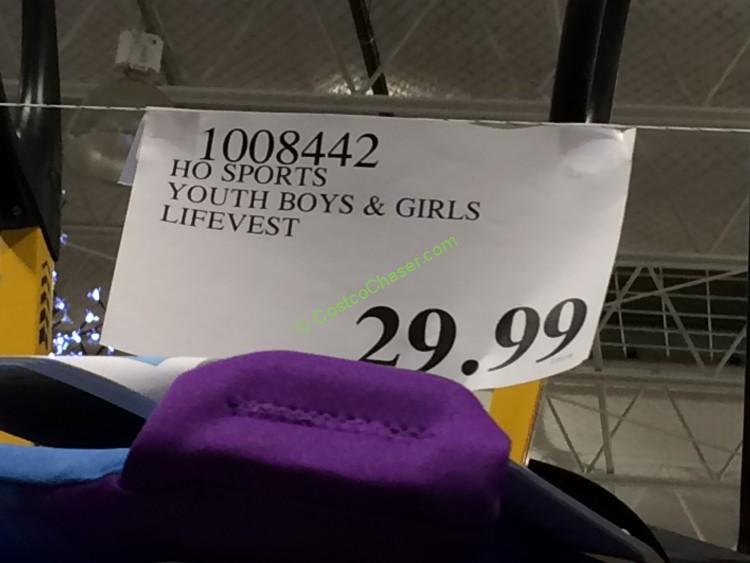 1008442
HO SPORTS
YOUTH BOYS & GIRLS
LIFEVEST
© CostcoChaser.com
29.99